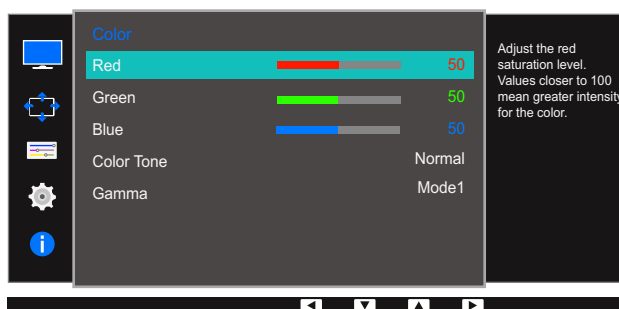 Color
Red 50
Green 50
Blue 50
Color Tone Normal
Gamma Mode1
Adjust the red
saturation level.
Values closer to 100
mean greater intensity
for the color.